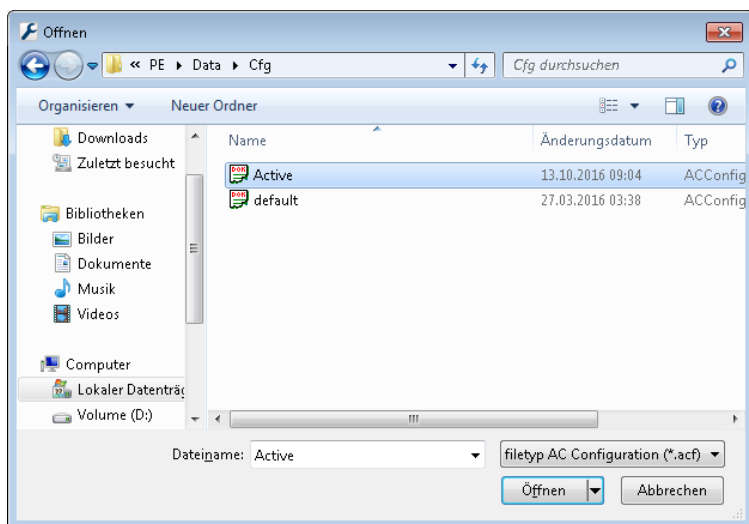 Öffnen
« PE ▸ Data ▸ Cfg
Cfg durchsuchen
Organisieren
Neuer Ordner
Downloads
Zuletzt besucht
Bibliotheken
Bilder
Dokumente
Musik
Videos
Computer
Lokaler Datenträg
Volume (D:)
Name Änderungsdatum Typ
Active 13.10.2016 09:04 ACConfig
default 27.03.2016 03:38 ACConfig
Dateiname: Active filetyp AC Configuration (*.acf)
Öffnen Abbrechen